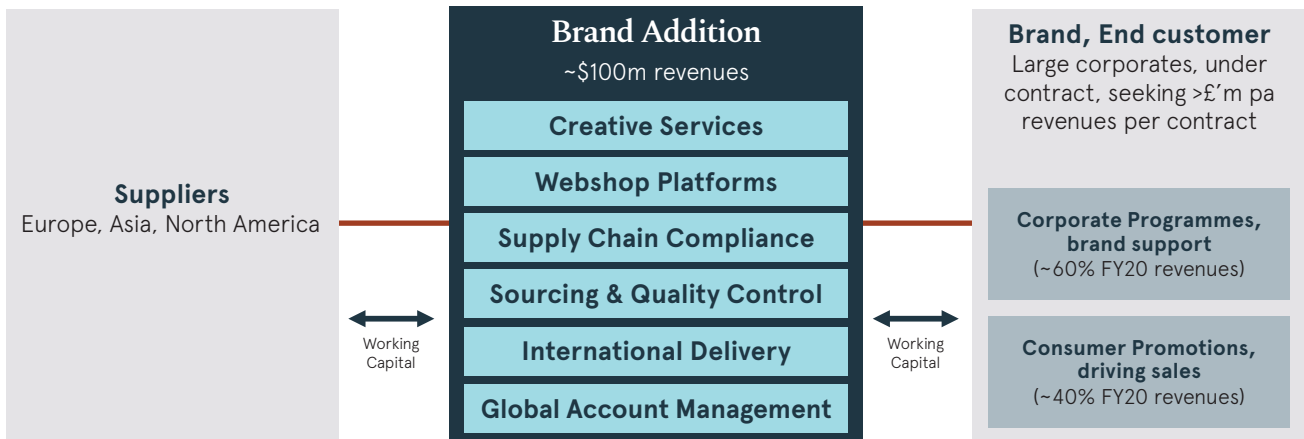 Suppliers
Europe, Asia, North America
Working
Capital
Brand Addition
~$100m revenues
Creative Services
Webshop Platforms
Supply Chain Compliance
Sourcing & Quality Control
International Delivery
Global Account Management
Working
Capital
Brand, End customer
Large corporates, under
contract, seeking >£'m pa
revenues per contract
Corporate Programmes,
brand support
(~60% FY20 revenues)
Consumer Promotions,
driving sales
(~40% FY20 revenues)